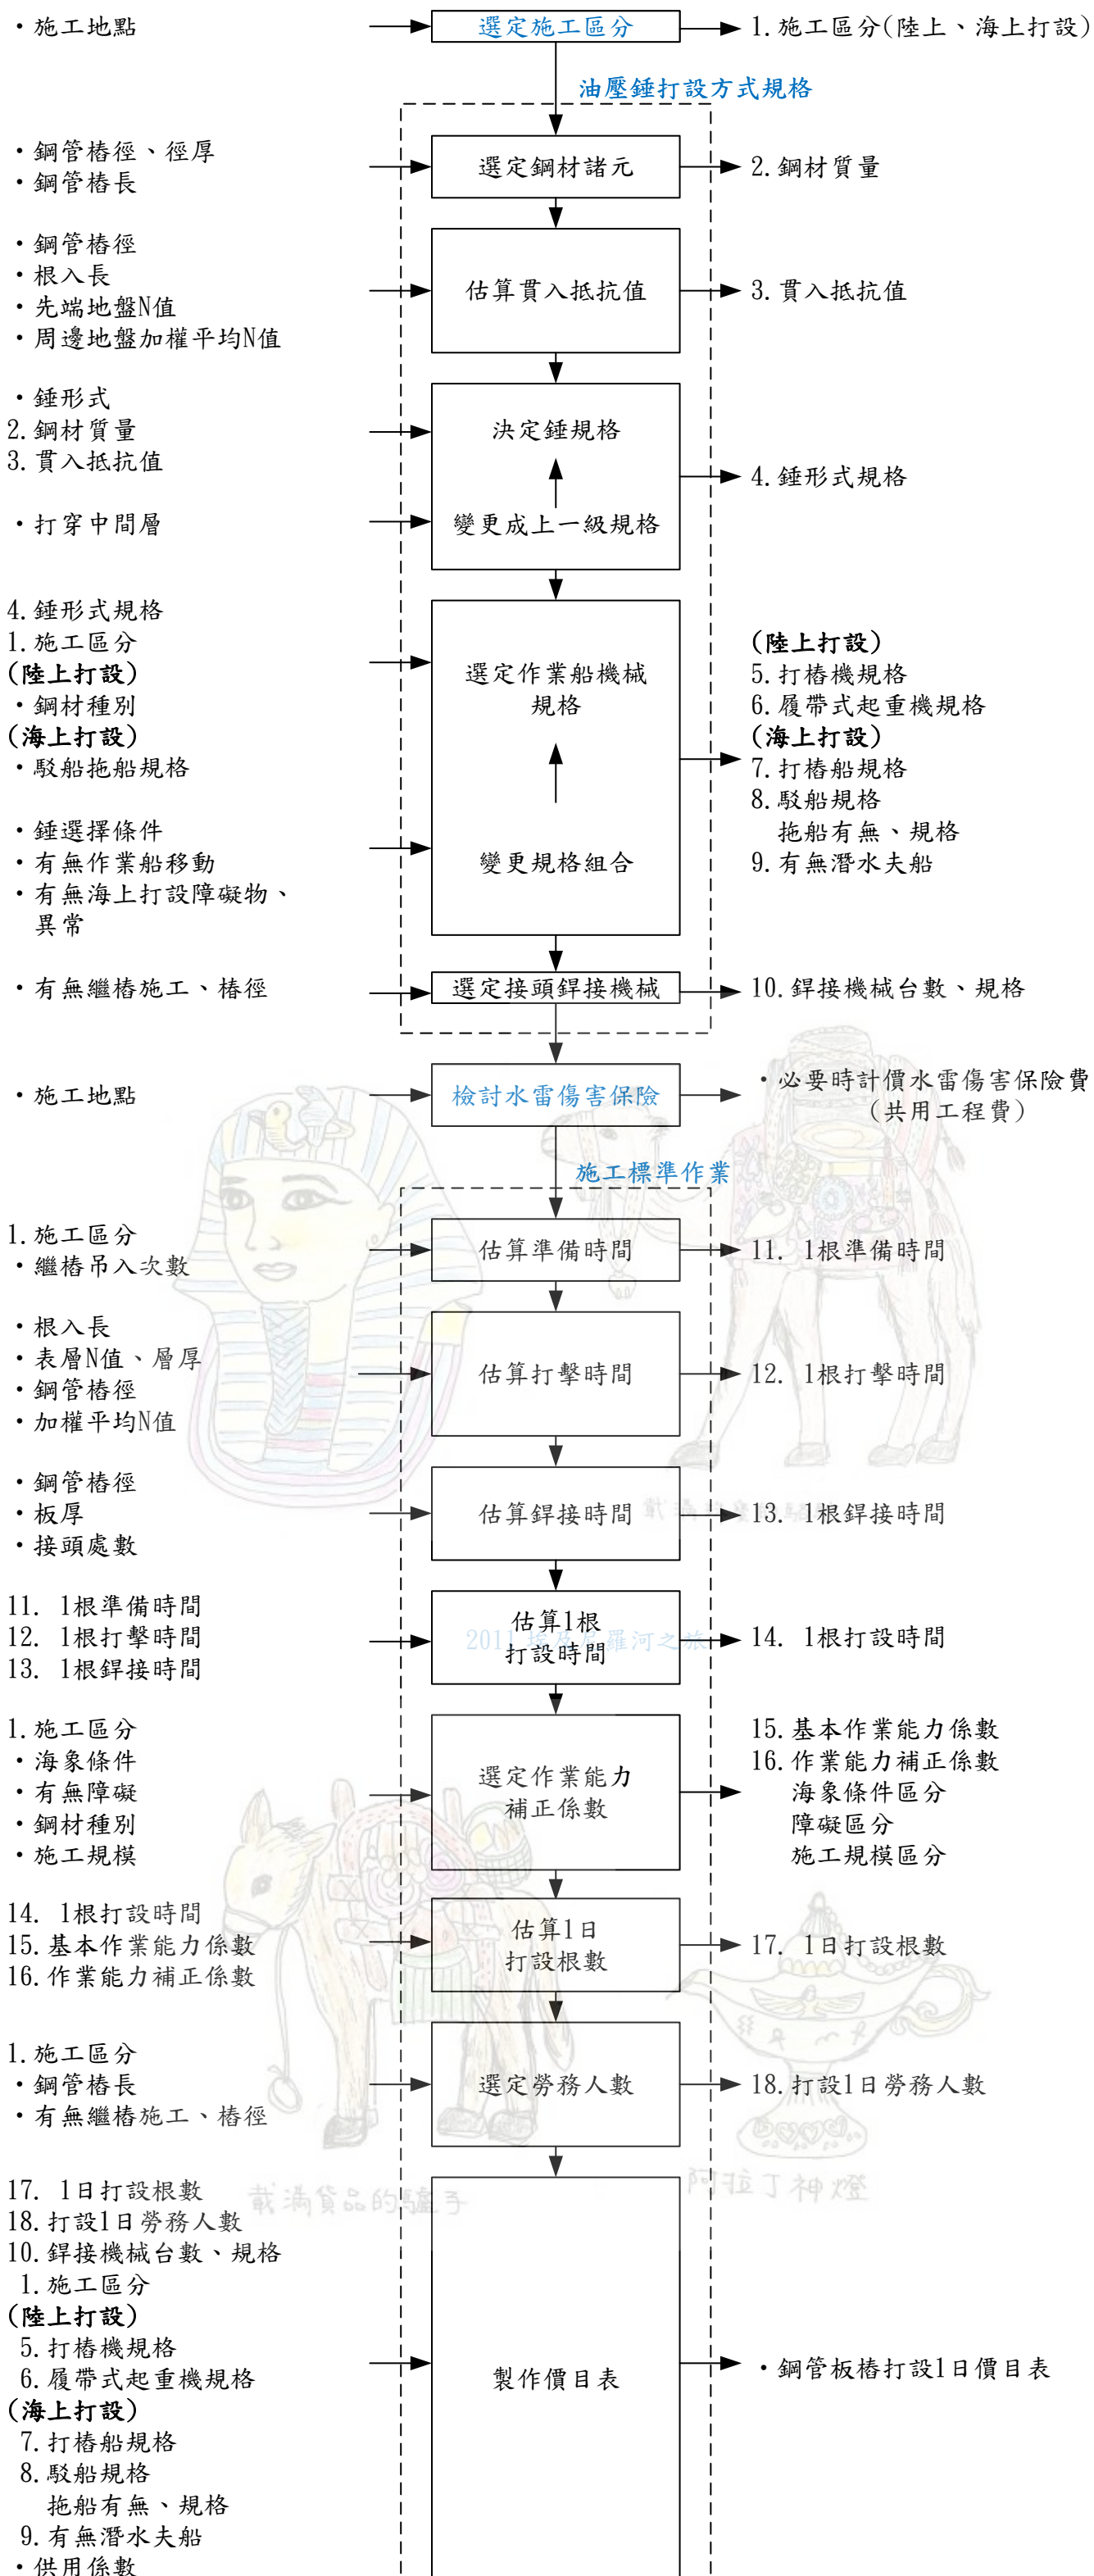 ・施工地點
選定施工區分
1.施工區分(陸上、海上打設)
油壓錘打設方式規格
・鋼管樁徑、徑厚
・鋼管樁長
選定鋼材諸元
2.鋼材質量
・鋼管樁徑
・根入長
・先端地盤N值
・周邊地盤加權平均N值
估算貫入抵抗值
3.貫入抵抗值
・錘形式
2.鋼材質量
3.貫入抵抗值
・打穿中間層
決定錘規格
變更成上一級規格
4.錘形式規格
4.錘形式規格
1.施工區分
(陸上打設)
・鋼材種別
(海上打設)
・駁船拖船規格
・錘選擇條件
・有無作業船移動
・有無海上打設障礙物、
異常
選定作業船機械
規格
變更規格組合
(陸上打設)
5.打樁機規格
6.履帶式起重機規格
(海上打設)
7.打樁船規格
8.駁船規格
拖船有無、規格
9.有無潛水夫船
・有無繼樁施工、樁徑
選定接頭銲接機械
10.銲接機械台數、規格
・施工地點
檢討水雷傷害保險
・必要時計價水雷傷害保險費
(共用工程費)
施工標準作業
1.施工區分
・繼樁吊入次數
估算準備時間
11. 1根準備時間
・根入長
・表層N值、層厚
・鋼管樁徑
・加權平均N值
估算打擊時間
12. 1根打擊時間
・鋼管樁徑
・板厚
・接頭處數
估算銲接時間
13. 1根銲接時間
11. 1根準備時間
12. 1根打擊時間
13. 1根銲接時間
估算1根
打設時間
2011 埃及尼羅河之旅
14. 1根打設時間
1.施工區分
・海象條件
・有無障礙
・鋼材種別
・施工規模
選定作業能力
補正係數
15.基本作業能力係數
16.作業能力補正係數
海象條件區分
障礙區分
施工規模區分
14. 1根打設時間
15.基本作業能力係數
16.作業能力補正係數
估算1日
打設根數
17. 1日打設根數
1.施工區分
・鋼管樁長
・有無繼樁施工、樁徑
選定勞務人數
18.打設1日勞務人數
載滿貨品的驢子
阿拉丁神燈
17. 1日打設根數
18.打設1日勞務人數
10.銲接機械台數、規格
1.施工區分
(陸上打設)
5.打樁機規格
6.履帶式起重機規格
(海上打設)
7.打樁船規格
8.駁船規格
拖船有無、規格
9.有無潛水夫船
・供用係數
製作價目表
・鋼管板樁打設1日價目表